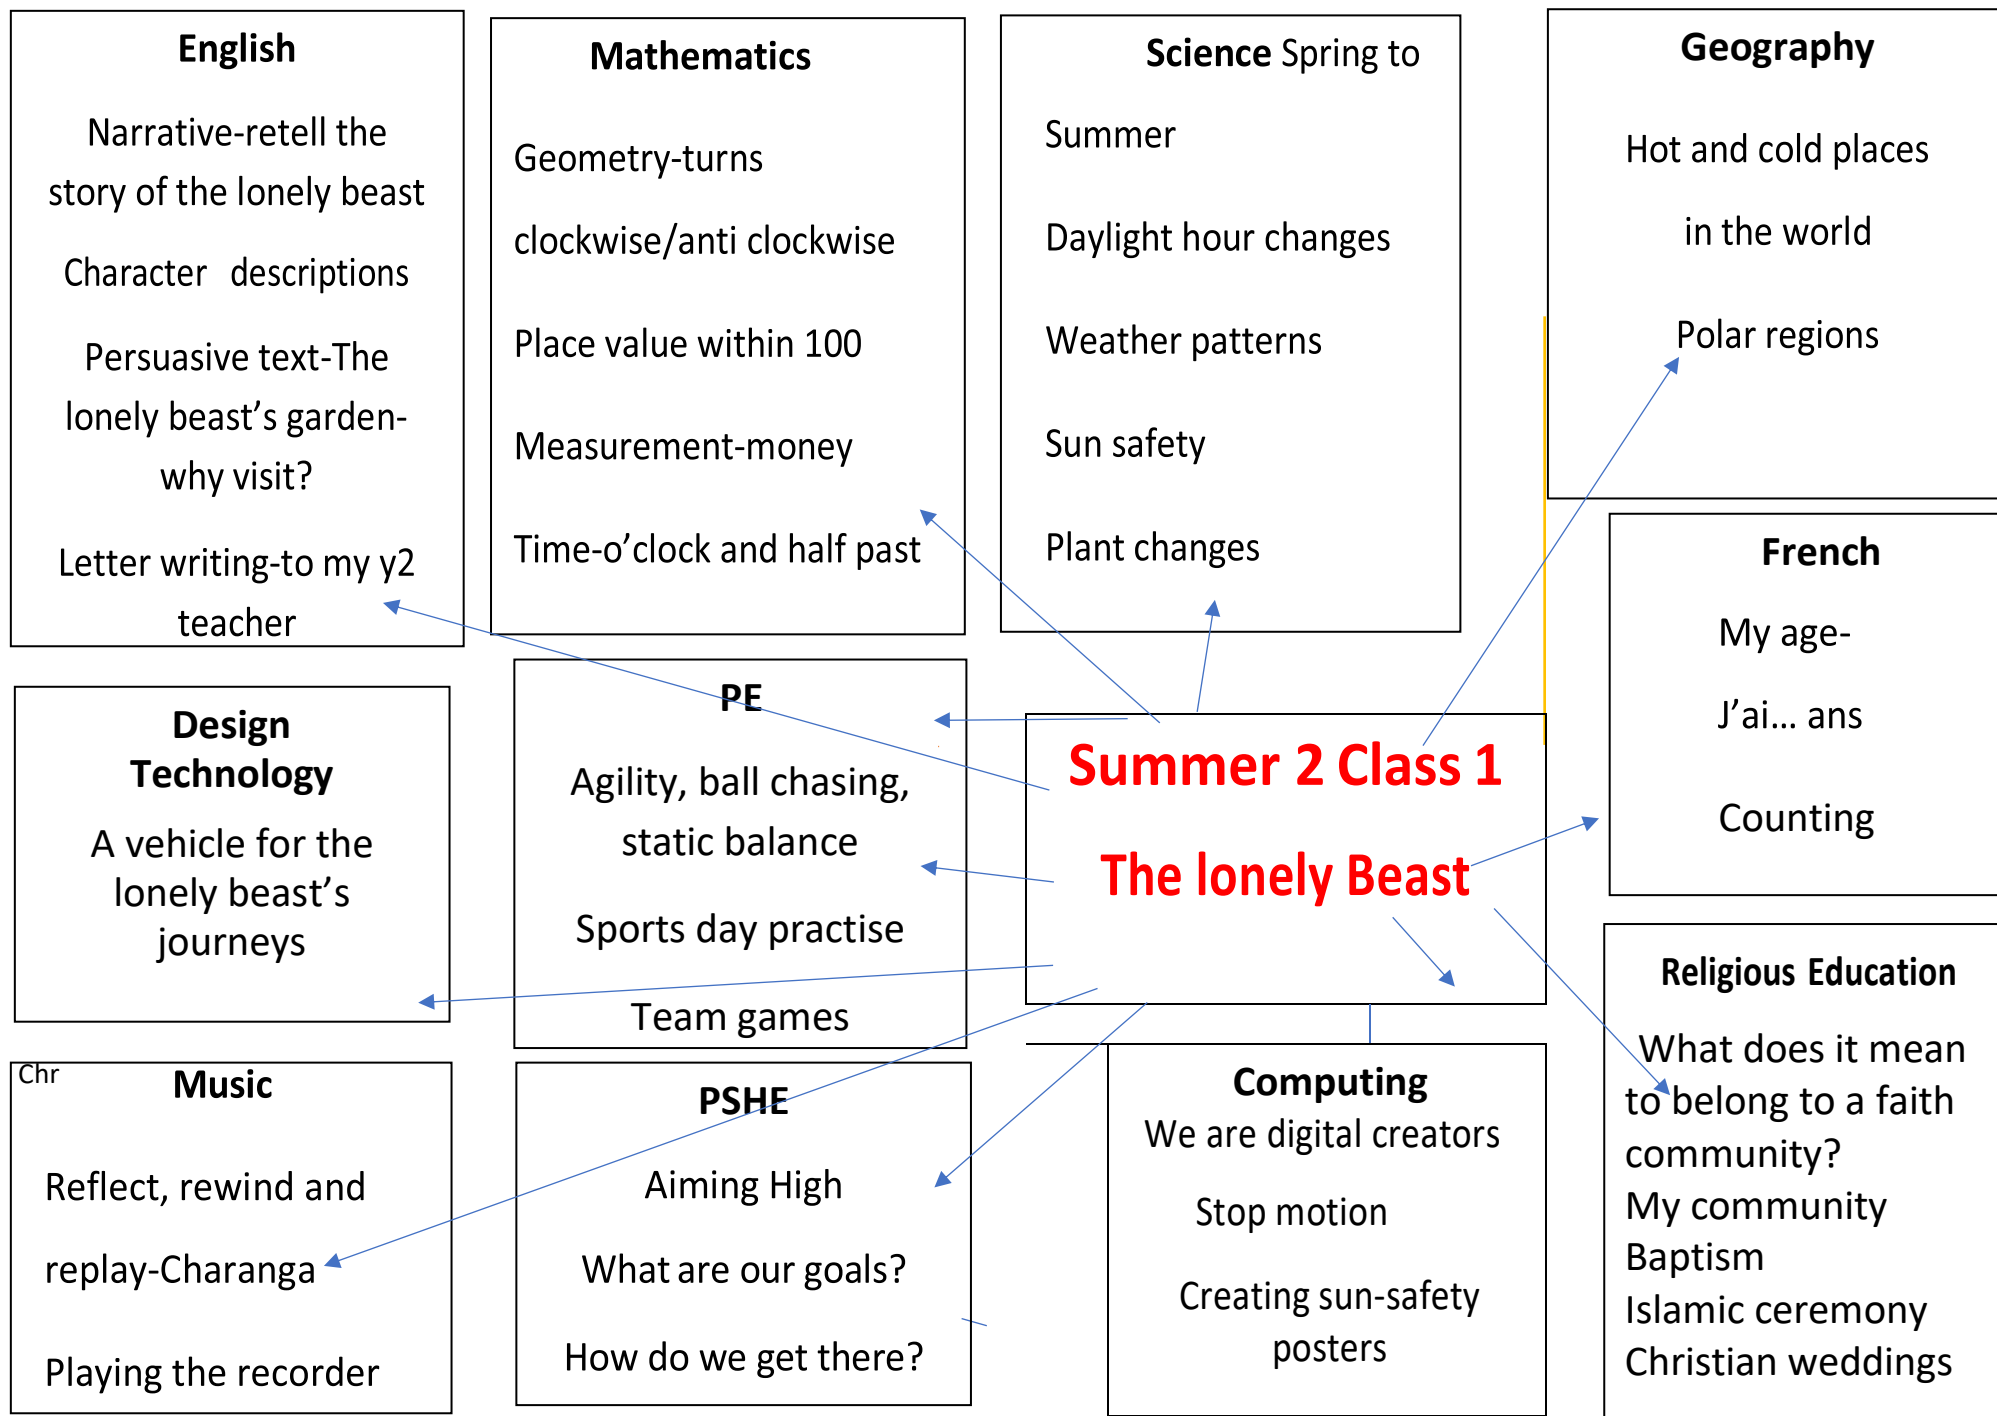 English
Narrative-retell the
story of the lonely beast
Character descriptions
Persuasive text-The
lonely beast's garden-
why visit?
Letter writing-to my y2
teacher
Mathematics
Geometry-turns
clockwise/anti clockwise
Place value within 100
Measurement-money
Time-o'clock and half past
Science Spring to
Summer
Daylight hour changes
Weather patterns
Sun safety
Plant changes
Geography
Hot and cold places
in the world
Polar regions
French
My age-
J'ai... ans
Counting
Design
Technology
A vehicle for the
lonely beast's
journeys
PE
Agility, ball chasing,
static balance
Sports day practise
Team games
Summer 2 Class 1
The lonely Beast
Religious Education
What does it mean
to belong to a faith
community?
My community
Baptism
Islamic ceremony
Christian weddings
Chr
Music
Reflect, rewind and
replay-Charanga
Playing the recorder
PSHE
Aiming High
What are our goals?
How do we get there?
Computing
We are digital creators
Stop motion
Creating sun-safety
posters